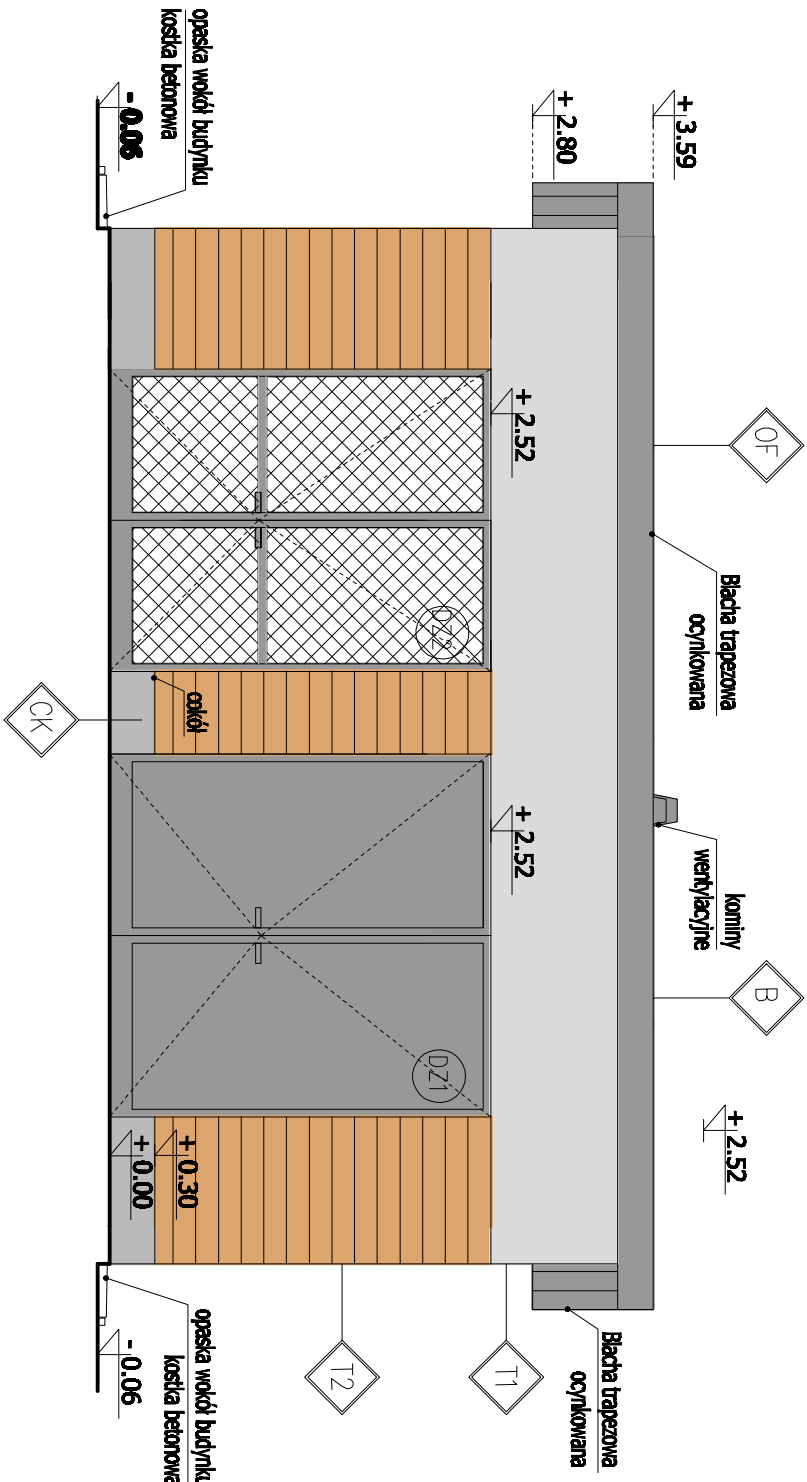 OF
Blacha trapezowa
ocynkowana
kominy
wentylacyjne
B
+ 2.52
+ 3.59
+ 2.80
Blacha trapezowa
ocynkowana
T1
T2
+ 2.52
+ 2.52
DZ2
DZ1
cokół
+ 0.30
+ 0.00
opaska wokół budynku
kostka betonowa
- 0.06
opaska wokół budynku
kostka betonowa
- 0.06
CK